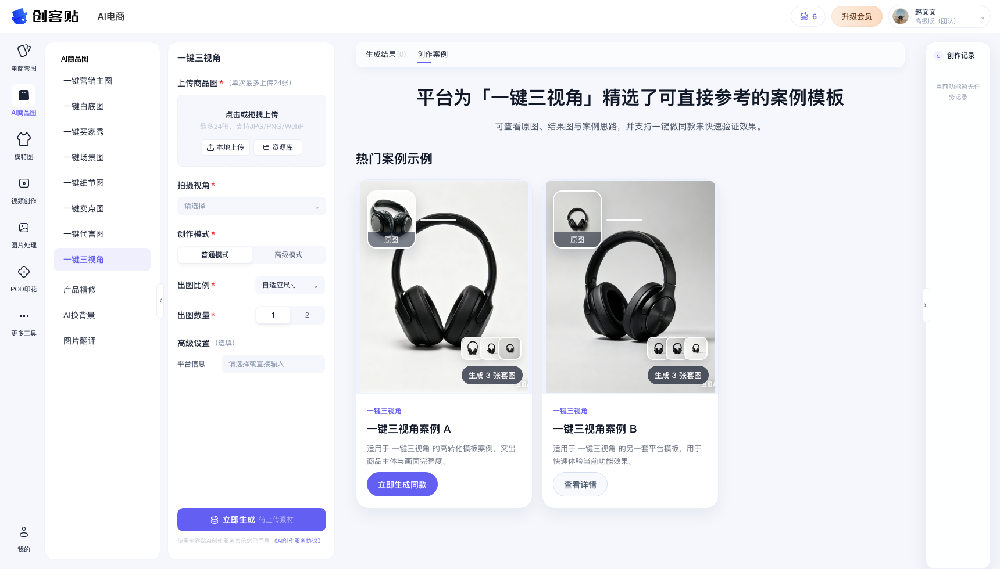 创客贴
AI电商
6
升级会员
赵文文
高级版（团队）
电商套图
AI商品图
模特图
视频创作
图片处理
POD印花
更多工具
我的
AI商品图
一键营销主图
一键白底图
一键买家秀
一键场景图
一键细节图
一键卖点图
一键代言图
一键三视角
产品精修
AI换背景
图片翻译
一键三视角
上传商品图* （单次最多上传24张）
点击或拖拽上传
最多24张，支持JPG/PNG/WebP
本地上传
资源库
拍摄视角*
请选择
创作模式*
普通模式
高级模式
出图比例*
自适应尺寸
出图数量*
1
2
高级设置 （选填）
平台信息
请选择或直接输入
立即生成 待上传素材
使用创客贴AI创作服务表示您已同意 《AI创作服务协议》
生成结果(0)
创作案例
平台为「一键三视角」精选了可直接参考的案例模板
可查看原图、结果图与案例思路，并支持一键做同款来快速验证效果。
热门案例示例
原图
生成 3 张套图
一键三视角
一键三视角案例 A
适用于 一键三视角 的高转化模板案例，突出
商品主体与画面完整度。
立即生成同款
原图
生成 3 张套图
一键三视角
一键三视角案例 B
适用于 一键三视角 的另一套平台模板，用于
快速体验当前功能效果。
查看详情
创作记录
当前功能暂无任
务记录